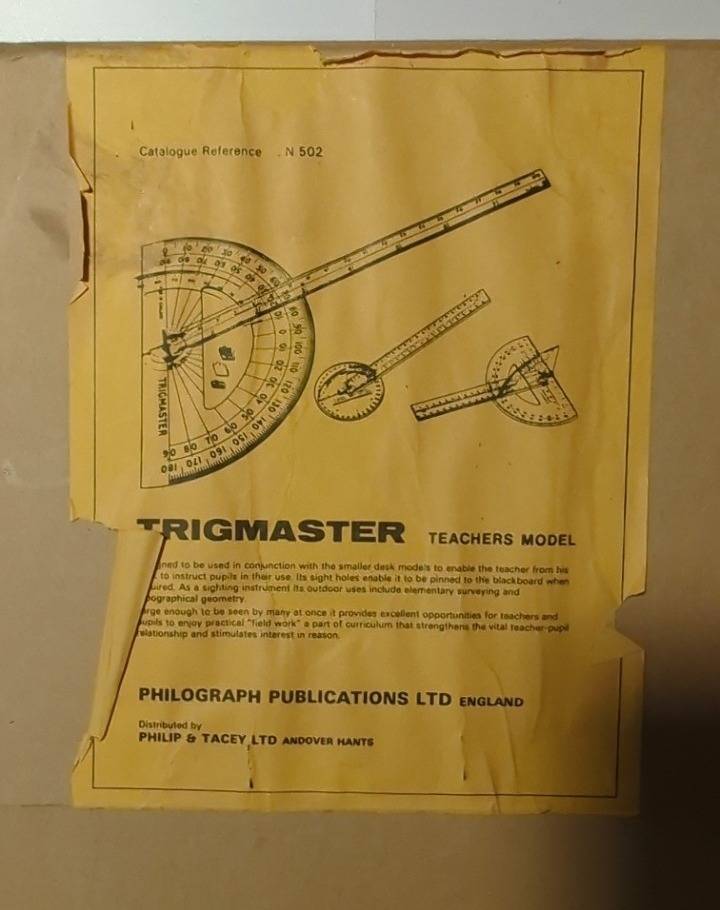 Catalogue Reference . N 502
TRIGMASTER
TRIGMASTER TEACHERS MODEL
gned to be used in conjunction with the smaller desk models to enable the teacher from his
to instruct pupils in their use. Its sight holes enable it to be pinned to the blackboard when
uired. As a sighting instrument its outdoor uses include elementary surveying and
ographical geometry.
arge enough to be seen by many at once it provides excellent opportunities for teachers and
upils to enjoy practical "field work" a part of curriculum that strengthens the vital teacher-pupil
relationship and stimulates interest in reason.
PHILOGRAPH PUBLICATIONS LTD ENGLAND
Distributed by
PHILIP & TACEY LTD ANDOVER HANTS